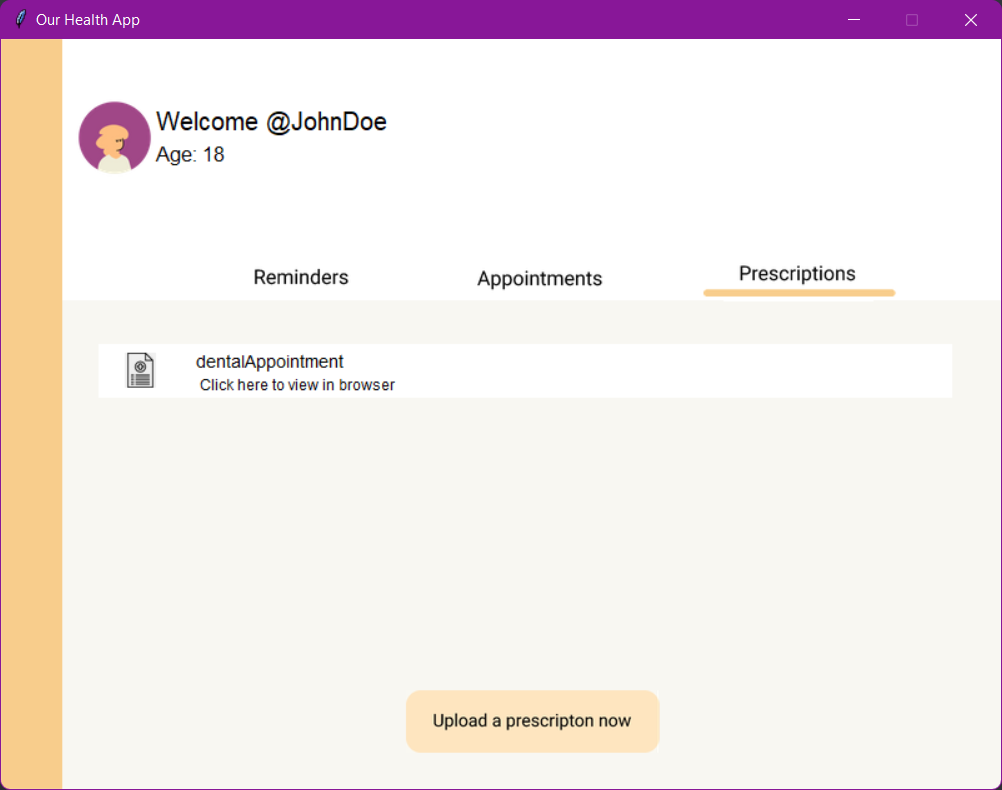 Our Health App
Welcome @JohnDoe
Age: 18
Reminders
Appointments
Prescriptions
dentalAppointment
Click here to view in browser
Upload a prescripton now